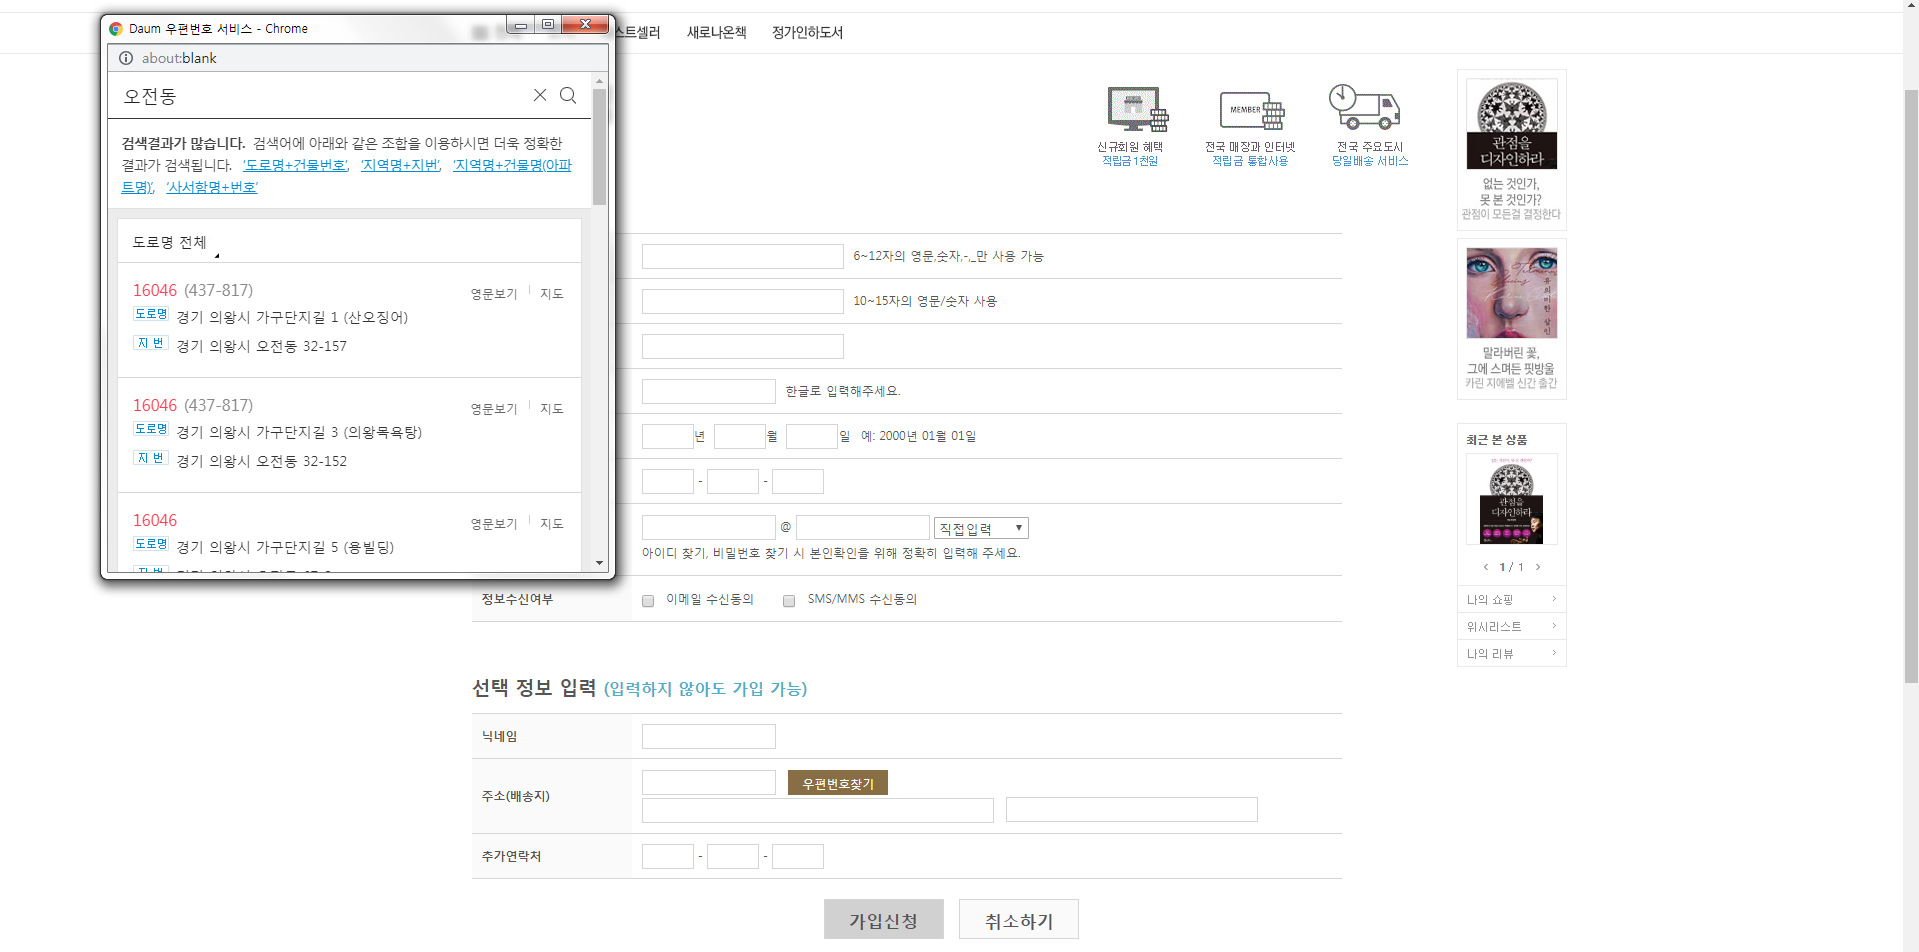 Daum 우편번호 서비스 - Chrome
about:blank
오전동
검색결과가 많습니다. 검색어에 아래와 같은 조합을 이용하시면 더욱 정확한
결과가 검색됩니다. '도로명+건물번호', '지역명+지번', '지역명+건물명(아파
트명)', '사서함명+번호'
도로명 전체
16046 (437-817) 영문보기 지도
도로명 경기 의왕시 가구단지길 1 (산오징어)
지 번 경기 의왕시 오전동 32-157
16046 (437-817) 영문보기 지도
도로명 경기 의왕시 가구단지길 3 (의왕목욕탕)
지 번 경기 의왕시 오전동 32-152
16046 영문보기 지도
도로명 경기 의왕시 가구단지길 5 (용빌딩)
스트셀러 새로나온책 정가인하도서
MEMBER
신규회원 혜택
적립금 1천원
전국 매장과 인터넷
적립금 통합사용
전국 주요도시
당일배송 서비스
6~12자의 영문,숫자,-,_만 사용 가능
10~15자의 영문/숫자 사용
한글로 입력해주세요.
년 월 일 예: 2000년 01월 01일
- -
@ 직접입력
아이디 찾기, 비밀번호 찾기 시 본인확인을 위해 정확히 입력해 주세요.
정보수신여부 이메일 수신동의 SMS/MMS 수신동의
선택 정보 입력 (입력하지 않아도 가입 가능)
닉네임
주소(배송지) 우편번호찾기
추가연락처 - -
가입신청 취소하기
관점을
디자인하라
없는 것인가,
못 본 것인가?
관점이 모든걸 결정한다
유의미한 살인
말라버린 꽃,
그에 스며든 핏방울
카린 지에벨 신간 출간
최근 본 상품
관점을
디자인하라
< 1 / 1 >
나의 쇼핑 >
위시리스트 >
나의 리뷰 >